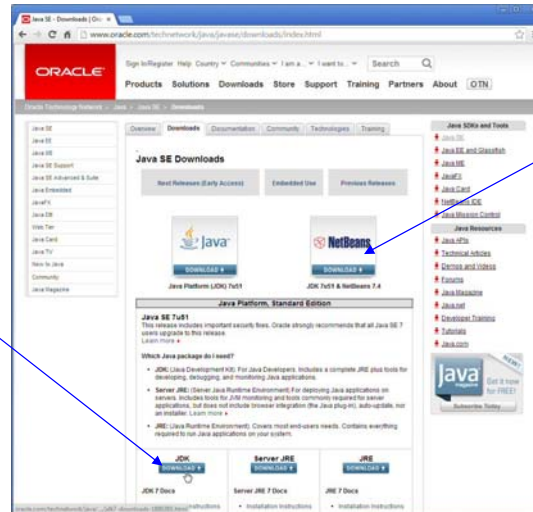 Java SE - Downloads | Ora
www.oracle.com/technetwork/java/javase/downloads/index.html
ORACLE
Sign In/Register Help Country Communities I am a... I want to... Search
Products Solutions Downloads Store Support Training Partners About OTN
Oracle Technology Network > Java > Java SE > Downloads
Java SE
Java EE
Java ME
Java SE Support
Java SE Advanced & Suite
Java Embedded
JavaFX
Java DB
Web Tier
Java Card
Java TV
New to Java
Community
Java Magazine
Overview Downloads Documentation Community Technologies Training
Java SE Downloads
Next Releases (Early Access) Embedded Use Previous Releases
Java
DOWNLOAD
Java Platform (JDK) 7u51
NetBeans
DOWNLOAD
JDK 7u51 & NetBeans 7.4
Java Platform, Standard Edition
Java SE 7u51
This release includes important security fixes. Oracle strongly recommends that all Java SE 7
users upgrade to this release.
Learn more
Which Java package do I need?
• JDK: (Java Development Kit). For Java Developers. Includes a complete JRE plus tools for
developing, debugging, and monitoring Java applications.
• Server JRE: (Server Java Runtime Environment) For deploying Java applications on
servers. Includes tools for JVM monitoring and tools commonly required for server
applications, but does not include browser integration (the Java plug-in), auto-update, nor
an installer. Learn more
• JRE: (Java Runtime Environment). Covers most end-users needs. Contains everything
required to run Java applications on your system.
JDK
DOWNLOAD
JDK 7 Docs
Server JRE
DOWNLOAD
Server JRE 7 Docs
• Installation Instructions
JRE
DOWNLOAD
JRE 7 Docs
• Installation Instructions
Java SDKs and Tools
Java SE
Java EE and Glassfish
Java ME
JavaFX
Java Card
NetBeans IDE
Java Mission Control
Java Resources
Java APIs
Technical Articles
Demos and Videos
Forums
Java Magazine
Java.net
Developer Training
Tutorials
Java.com
NEW!
Java magazine
Get it now
for FREE!
Subscribe Today